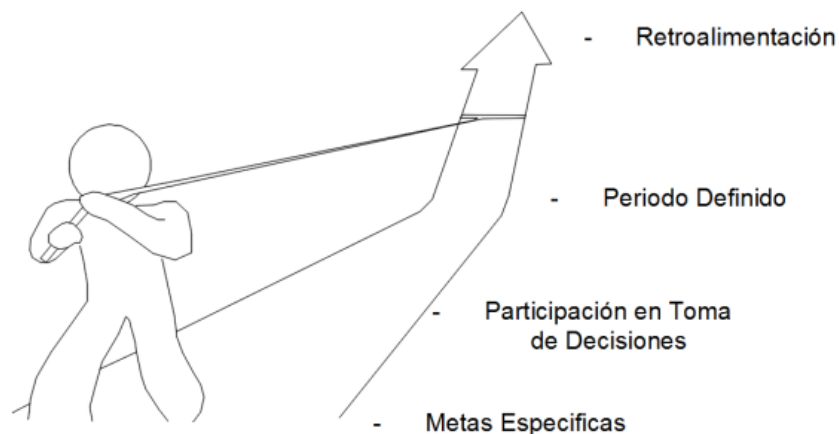 - Retroalimentación
- Periodo Definido
- Participación en Toma
de Decisiones
- Metas Especificas